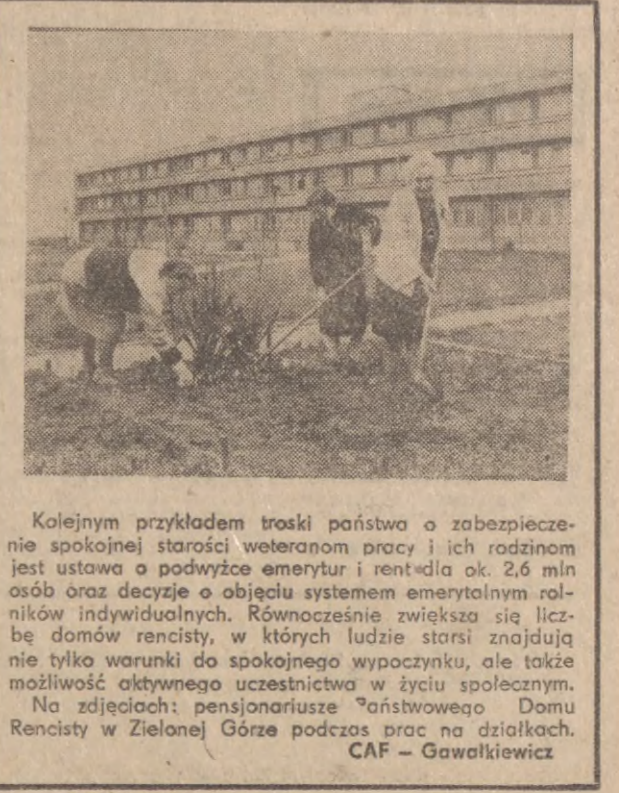 Kolejnym przykładem troski państwa o zabezpiecze-
nie spokojnej starości weteranom pracy i ich rodzinom
jest ustawa o podwyżce emerytur i rent dla ok. 2,6 mln
osób oraz decyzje o objęciu systemem emerytalnym rol-
ników indywidualnych. Równocześnie zwiększa się licz-
bę domów rencisty, w których ludzie starsi znajdują
nie tylko warunki do spokojnego wypoczynku, ale także
możliwość aktywnego uczestnictwa w życiu społecznym.
Na zdjęciach: pensjonariusze Państwowego Domu
Rencisty w Zielonej Górze podczas prac na działkach.
CAF – Gawałkiewicz